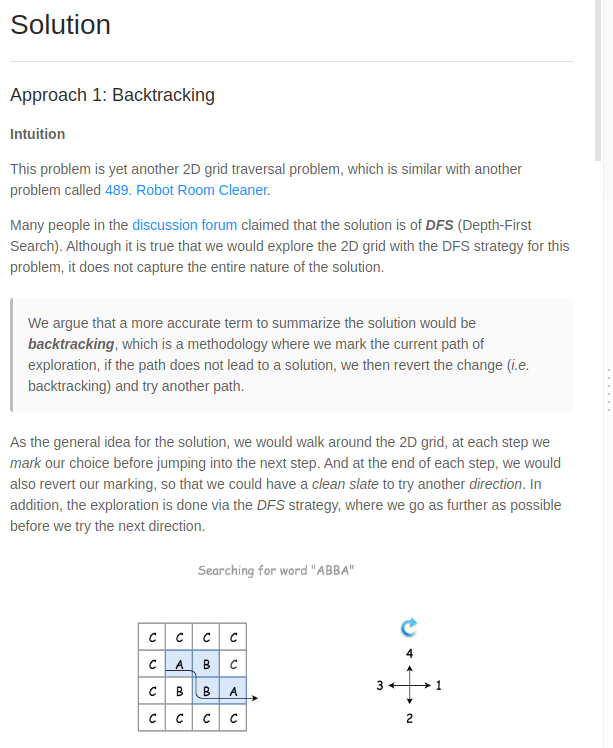 Solution
Approach 1: Backtracking
Intuition
This problem is yet another 2D grid traversal problem, which is similar with another
problem called 489. Robot Room Cleaner.
Many people in the discussion forum claimed that the solution is of DFS (Depth-First
Search). Although it is true that we would explore the 2D grid with the DFS strategy for this
problem, it does not capture the entire nature of the solution.
We argue that a more accurate term to summarize the solution would be
backtracking, which is a methodology where we mark the current path of
exploration, if the path does not lead to a solution, we then revert the change (i.e.
backtracking) and try another path.
As the general idea for the solution, we would walk around the 2D grid, at each step we
mark our choice before jumping into the next step. And at the end of each step, we would
also revert our marking, so that we could have a clean slate to try another direction. In
addition, the exploration is done via the DFS strategy, where we go as further as possible
before we try the next direction.
Searching for word "ABBA"
C C C C
C A B C
C B B A
C C C C
4
3 1
2